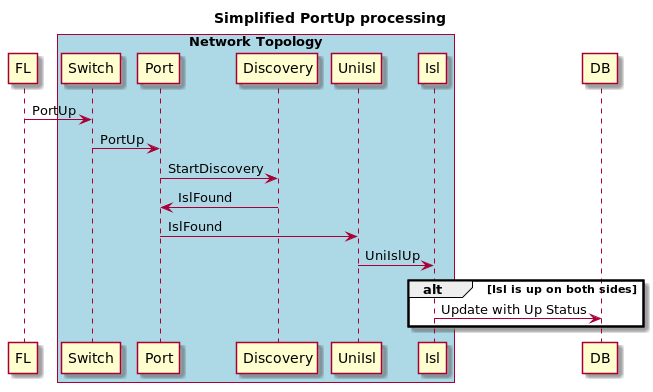 Simplified PortUp processing
Network Topology
FL
Switch
Port
Discovery
UniIsl
Isl
DB
PortUp
PortUp
StartDiscovery
IslFound
IslFound
UniIslUp
alt [Isl is up on both sides]
Update with Up Status
FL
Switch
Port
Discovery
UniIsl
Isl
DB